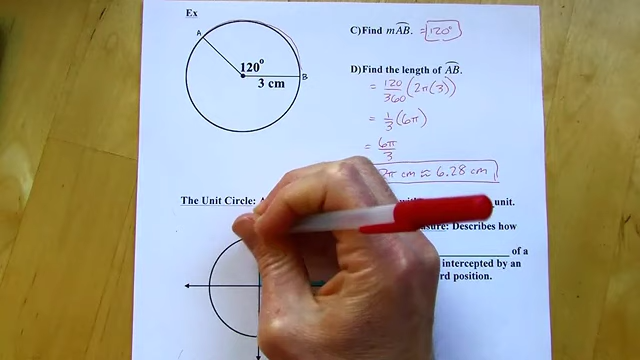 Ex
A
120°
B
3 cm
C) Find mAB. = 120°
D) Find the length of AB.
= 120/360 (2π(3))
= 1/3 (6π)
= 6π/3
2π cm ≈ 6.28 cm
The Unit Circle: A
unit.
Describes how
of a
intercepted by an
rd position.